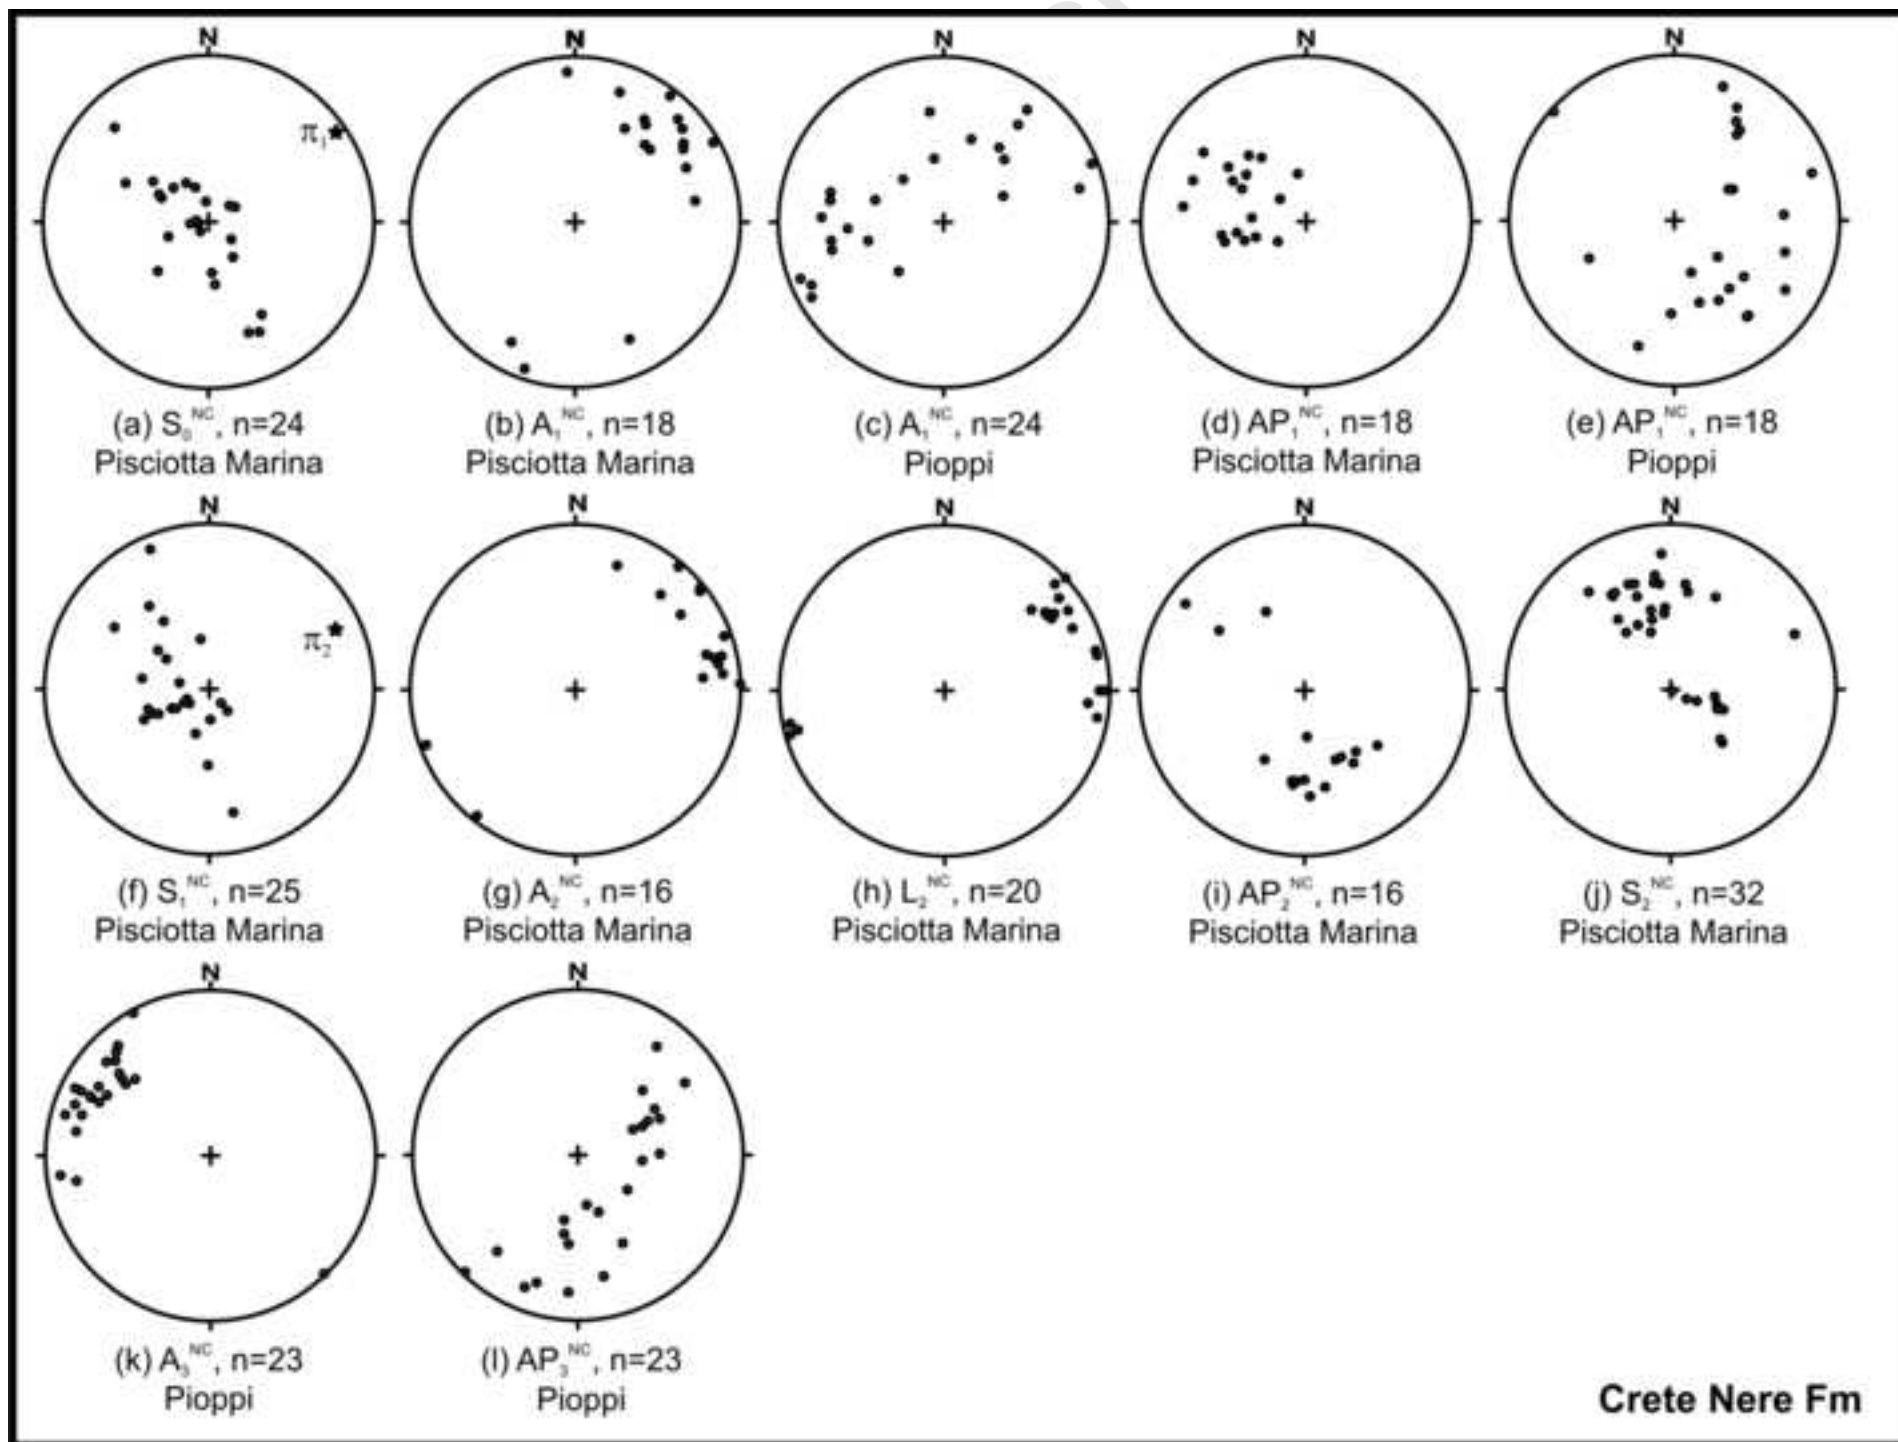 N N N N N
π₁
(a) S₀ᴺᶜ, n=24 (b) A₁ᴺᶜ, n=18 (c) A₁ᴺᶜ, n=24 (d) AP₁ᴺᶜ, n=18 (e) AP₁ᴺᶜ, n=18
Pisciotta Marina Pisciotta Marina Pioppi Pisciotta Marina Pioppi
N N N N N
π₂
(f) S₁ᴺᶜ, n=25 (g) A₂ᴺᶜ, n=16 (h) L₂ᴺᶜ, n=20 (i) AP₂ᴺᶜ, n=16 (j) S₂ᴺᶜ, n=32
Pisciotta Marina Pisciotta Marina Pisciotta Marina Pisciotta Marina Pisciotta Marina
N N
(k) A₃ᴺᶜ, n=23 (l) AP₃ᴺᶜ, n=23
Pioppi Pioppi
Crete Nere Fm